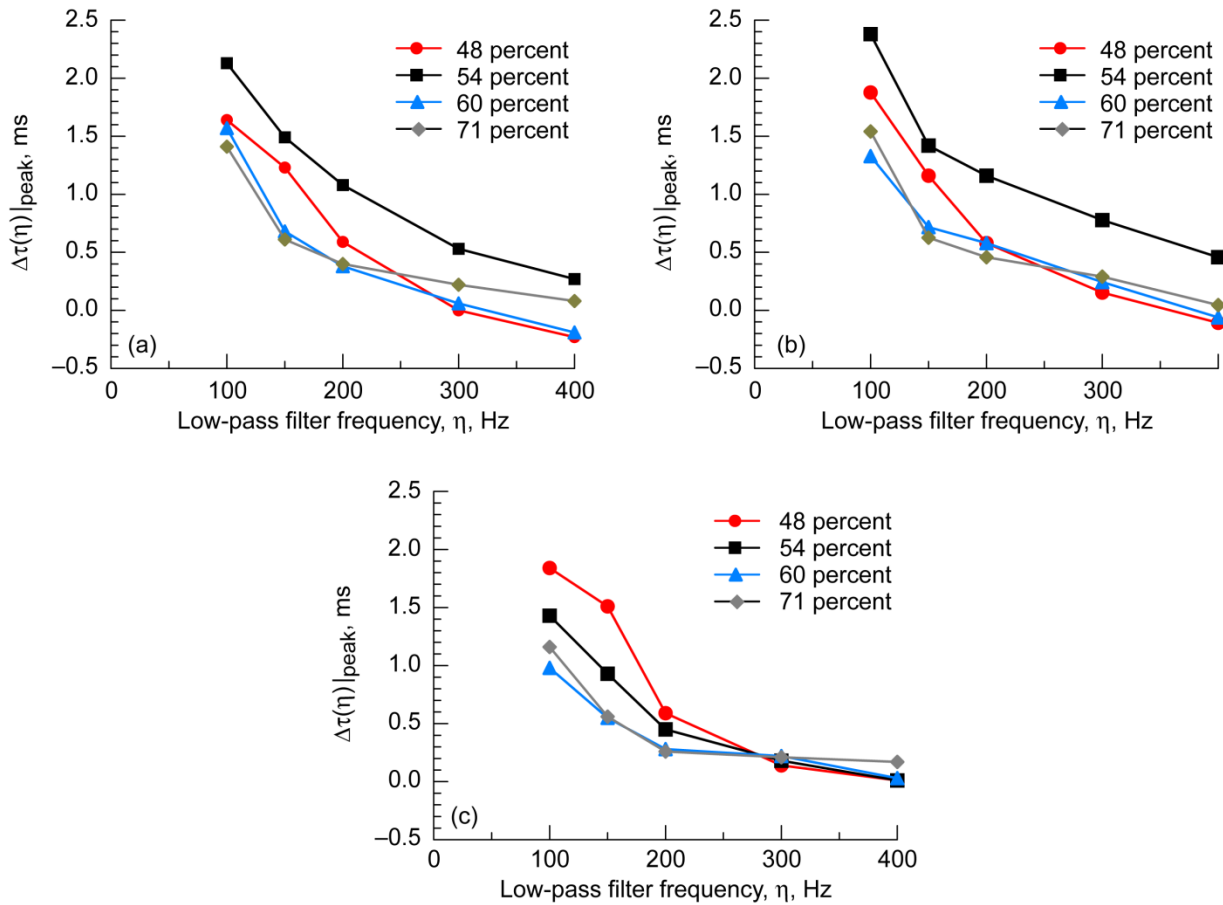 2.5
2.0
1.5
1.0
0.5
0.0
–0.5
Δτ(η)|peak, ms
48 percent
54 percent
60 percent
71 percent
(a)
0
100
200
300
400
Low-pass filter frequency, η, Hz
2.5
2.0
1.5
1.0
0.5
0.0
–0.5
Δτ(η)|peak, ms
48 percent
54 percent
60 percent
71 percent
(b)
0
100
200
300
Low-pass filter frequency, η, Hz
2.5
2.0
1.5
1.0
0.5
0.0
–0.5
Δτ(η)|peak, ms
48 percent
54 percent
60 percent
71 percent
(c)
0
100
200
300
400
Low-pass filter frequency, η, Hz